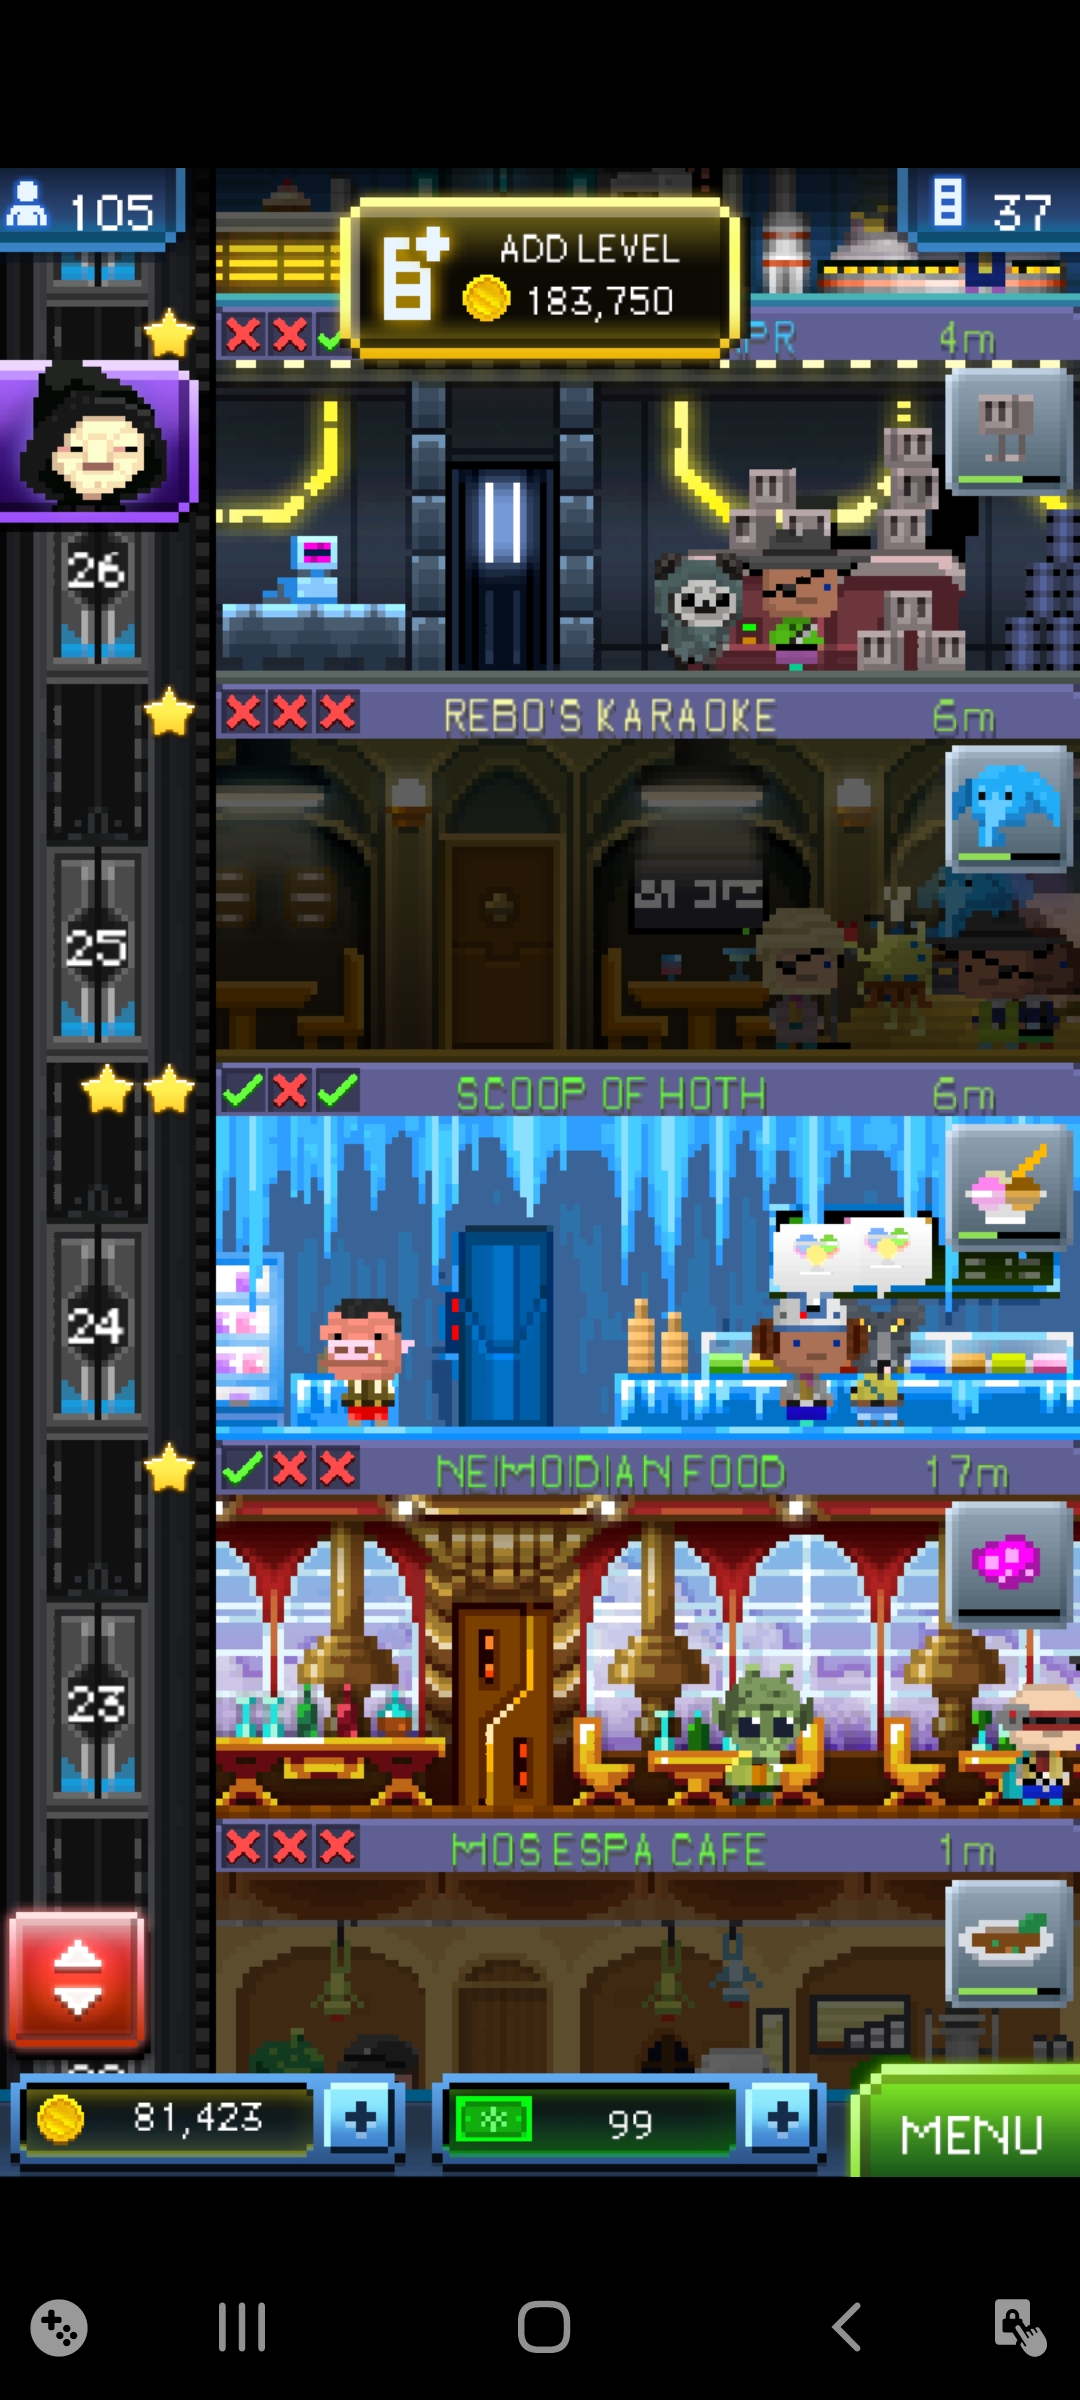 105
37
ADD LEVEL
183,750
4m
26
REBO'S KARAOKE 6m
25
SCOOP OF HOTH 6m
24
NEIMOIDIAN FOOD 17m
23
MOS ESPA CAFE 1m
81,423
99
MENU